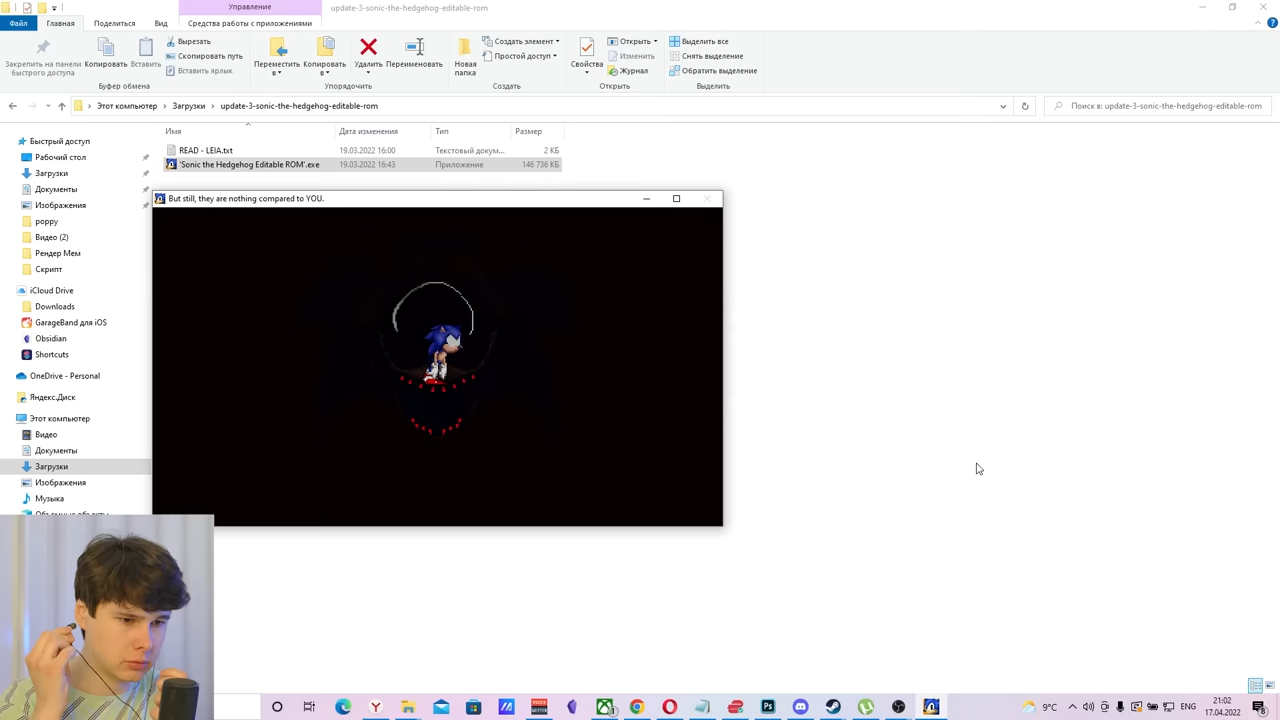 Управление
update-3-sonic-the-hedgehog-editable-rom
Файл
Главная
Поделиться
Вид
Средства работы с приложениями
Закрепить на панели быстрого доступа
Копировать
Вставить
Вырезать
Скопировать путь
Вставить ярлык
Буфер обмена
Переместить в
Копировать в
Удалить
Переименовать
Упорядочить
Новая папка
Создать элемент
Простой доступ
Создать
Свойства
Открыть
Изменить
Журнал
Открыть
Выделить все
Снять выделение
Обратить выделение
Выделить
Этот компьютер
Загрузки
update-3-sonic-the-hedgehog-editable-rom
Поиск в: update-3-sonic-the-hedgehog-editable-rom
Имя
Дата изменения
Тип
Размер
READ - LEIA.txt
19.03.2022 16:00
Текстовый докум...
2 КБ
'Sonic the Hedgehog Editable ROM'.exe
19.03.2022 16:43
Приложение
146 736 КБ
But still, they are nothing compared to YOU.
Быстрый доступ
Рабочий стол
Загрузки
Документы
Изображения
poppy
Видео (2)
Рендер Мем
Скрипт
iCloud Drive
Downloads
GarageBand для iOS
Obsidian
Shortcuts
OneDrive - Personal
Яндекс.Диск
Этот компьютер
Видео
Документы
Загрузки
Изображения
Музыка
9°C
ENG
21:02
17.04.2022